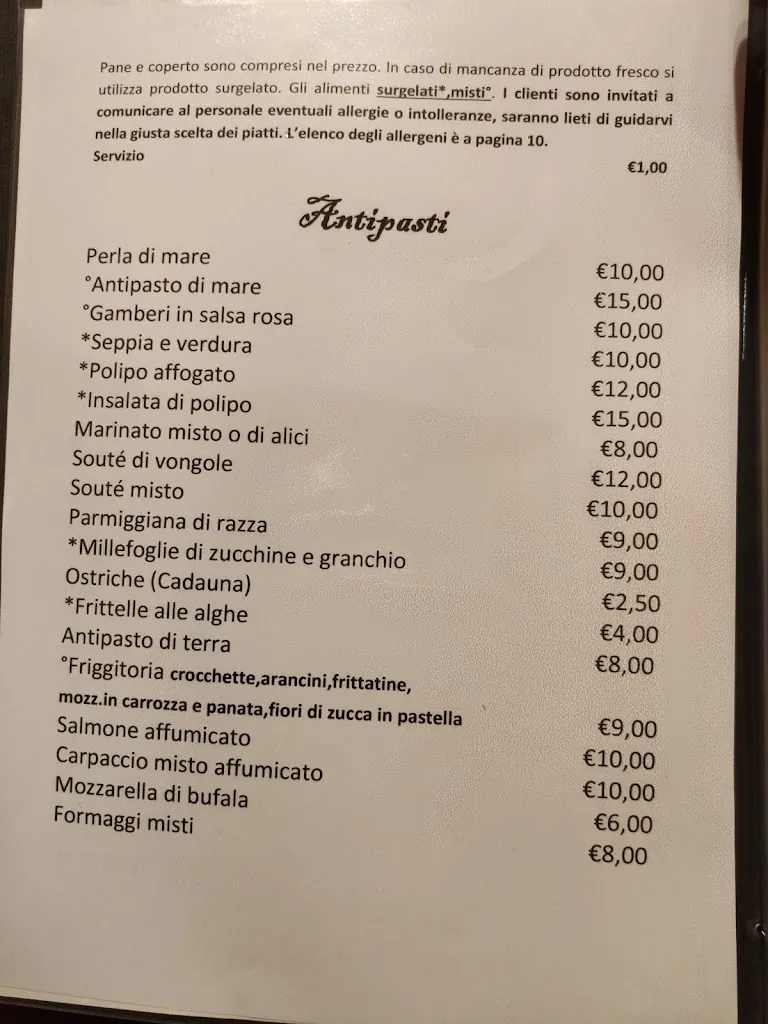 Pane e coperto sono compresi nel prezzo. In caso di mancanza di prodotto fresco si
utilizza prodotto surgelato. Gli alimenti surgelati*,misti°. I clienti sono invitati a
comunicare al personale eventuali allergie o intolleranze, saranno lieti di guidarvi
nella giusta scelta dei piatti. L'elenco degli allergeni è a pagina 10.
Servizio €1,00
Antipasti
Perla di mare €10,00
°Antipasto di mare €15,00
°Gamberi in salsa rosa €10,00
*Seppia e verdura €10,00
*Polipo affogato €12,00
*Insalata di polipo €15,00
Marinato misto o di alici €8,00
Souté di vongole €12,00
Souté misto €10,00
Parmiggiana di razza €9,00
*Millefoglie di zucchine e granchio €9,00
Ostriche (Cadauna) €2,50
*Frittelle alle alghe €4,00
Antipasto di terra €8,00
°Friggitoria crocchette,arancini,frittatine,
mozz.in carrozza e panata,fiori di zucca in pastella €9,00
Salmone affumicato €10,00
Carpaccio misto affumicato €10,00
Mozzarella di bufala €6,00
Formaggi misti €8,00